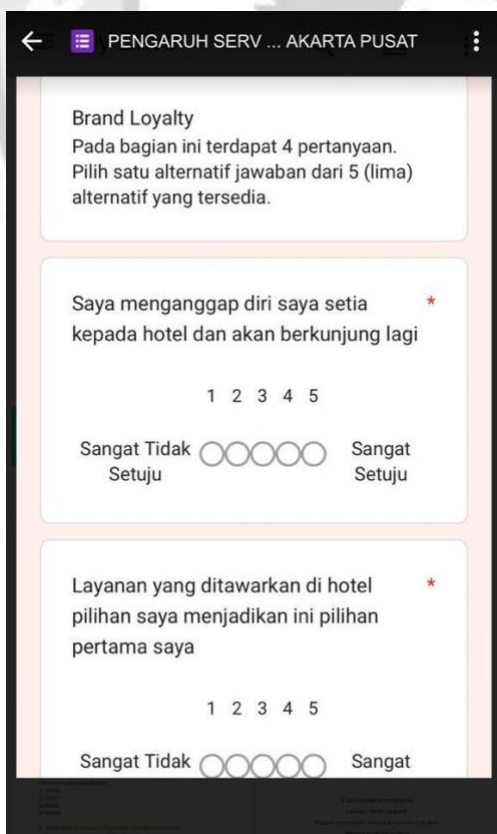 PENGARUH SERV ... AKARTA PUSAT
Brand Loyalty
Pada bagian ini terdapat 4 pertanyaan.
Pilih satu alternatif jawaban dari 5 (lima)
alternatif yang tersedia.
Saya menganggap diri saya setia *
kepada hotel dan akan berkunjung lagi
1 2 3 4 5
Sangat Tidak Sangat
Setuju Setuju
Layanan yang ditawarkan di hotel *
pilihan saya menjadikan ini pilihan
pertama saya
1 2 3 4 5
Sangat Tidak Sangat